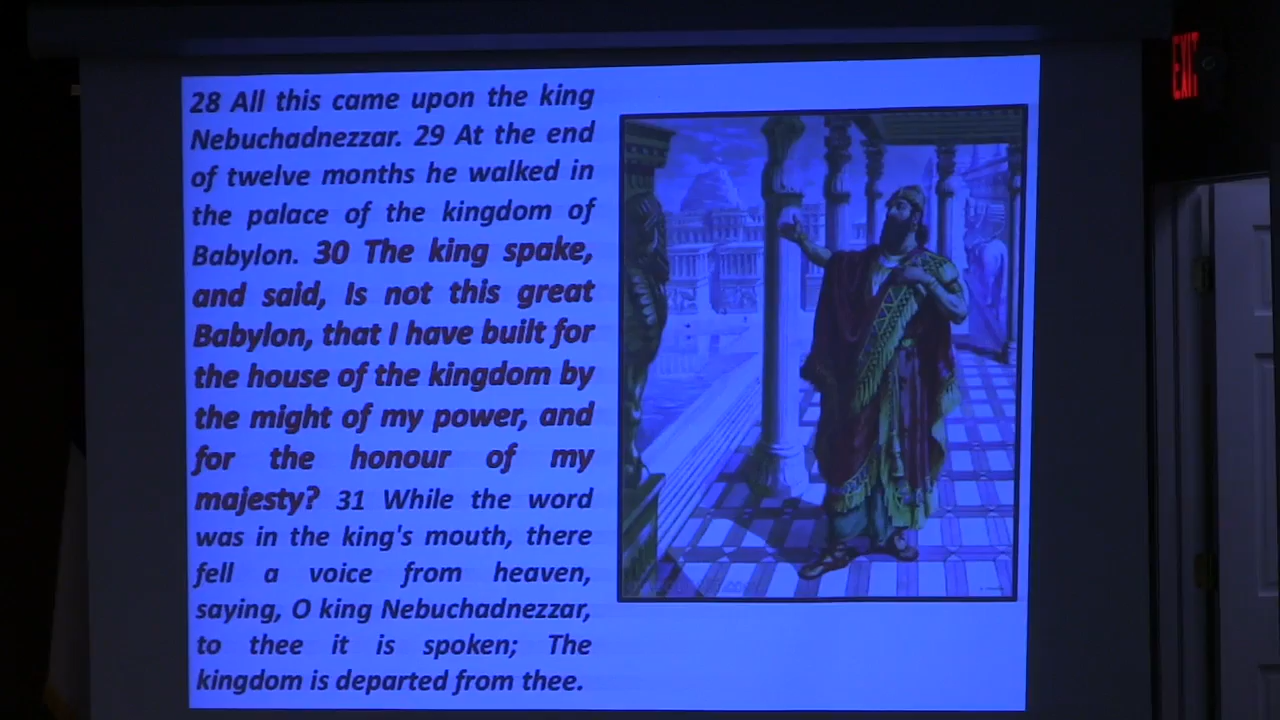 28 All this came upon the king
Nebuchadnezzar. 29 At the end
of twelve months he walked in
the palace of the kingdom of
Babylon. 30 The king spake,
and said, Is not this great
Babylon, that I have built for
the house of the kingdom by
the might of my power, and
for the honour of my
majesty? 31 While the word
was in the king's mouth, there
fell a voice from heaven,
saying, O king Nebuchadnezzar,
to thee it is spoken; The
kingdom is departed from thee.
EXIT